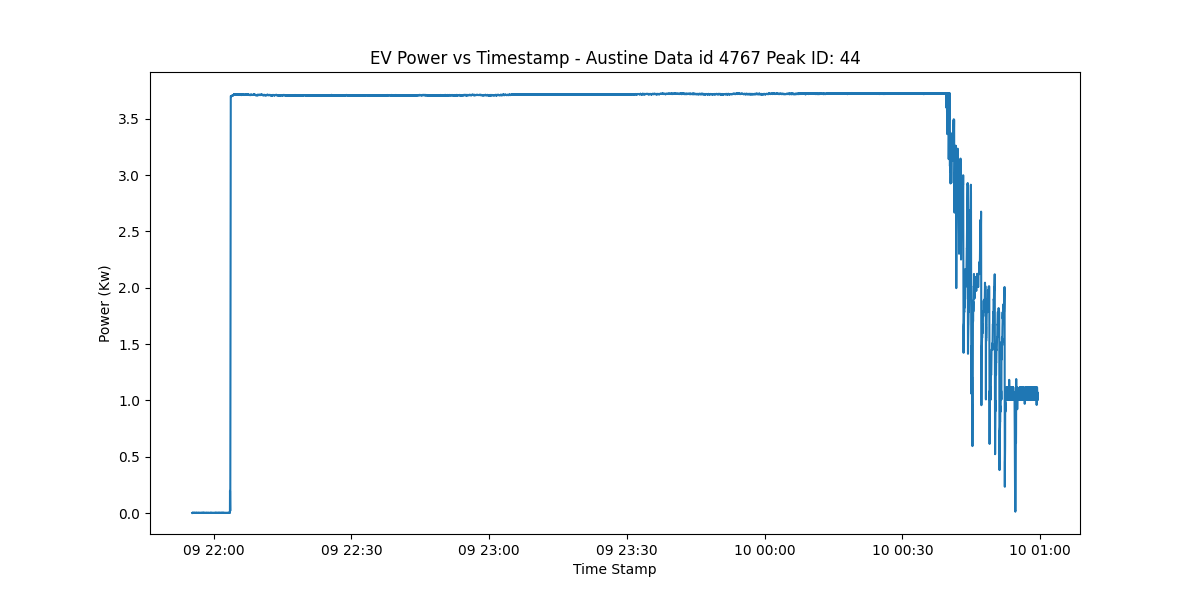 EV Power vs Timestamp - Austine Data id 4767 Peak ID: 44
Power (Kw)
3.5
3.0
2.5
2.0
1.5
1.0
0.5
0.0
09 22:00 09 22:30 09 23:00 09 23:30 10 00:00 10 00:30 10 01:00
Time Stamp